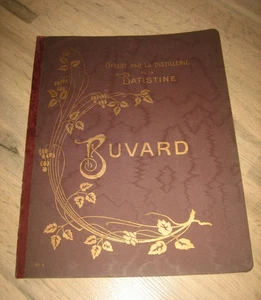 OFFERT PAR LA DISTILLERIE
DE LA
BATISTINE
BUVARD